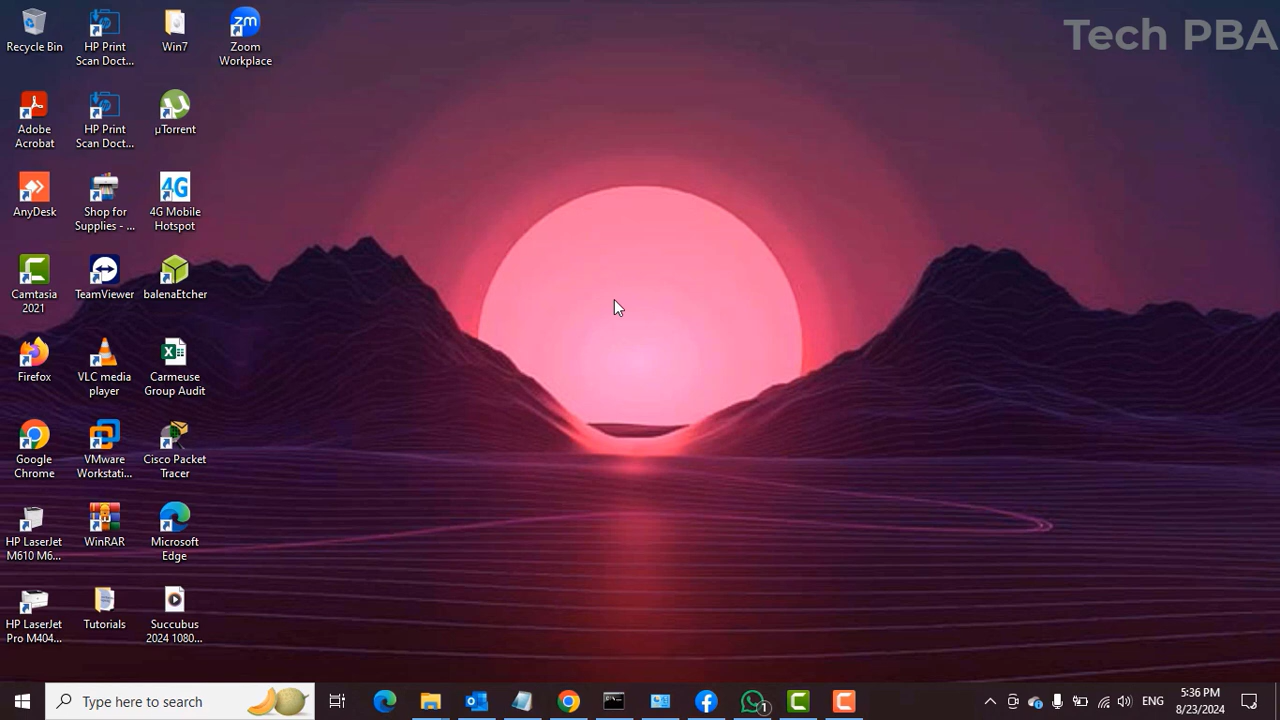 Tech PBA
Recycle Bin
HP Print
Scan Doct...
Win7
zm
Zoom
Workplace
Adobe
Acrobat
HP Print
Scan Doct...
µTorrent
AnyDesk
Shop for
Supplies - ...
4G
4G Mobile
Hotspot
Camtasia
2021
TeamViewer
balenaEtcher
Firefox
VLC media
player
Carmeuse
Group Audit
Google
Chrome
VMware
Workstati...
Cisco Packet
Tracer
HP LaserJet
M610 M6...
WinRAR
Microsoft
Edge
HP LaserJet
Pro M404...
Tutorials
Succubus
2024 1080...
Type here to search
1
ENG
5:36 PM
8/23/2024